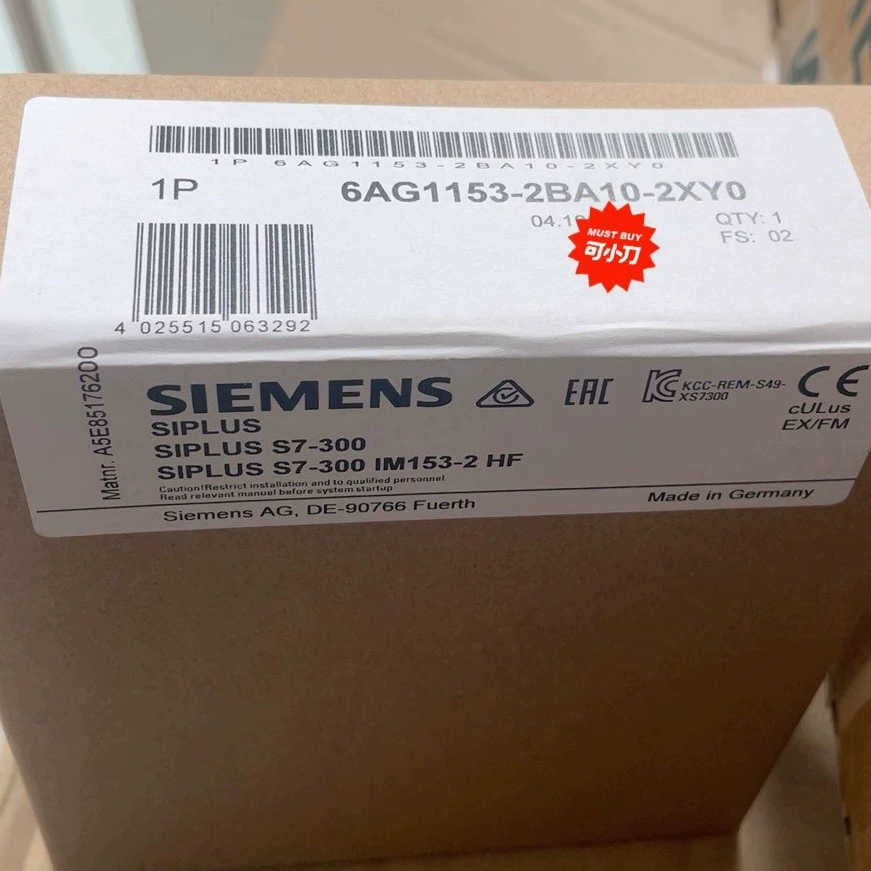 1P 6AG1153-2BA10-2XY0
1P 6AG1153-2BA10-2XY0
QTY: 1
FS: 02
MUST BUY
可小刀
4 025515 063292
Matnr. A5E85176200
SIEMENS
EAC
KCC-REM-S49-
XS7300
CE
cULus
EX/FM
SIPLUS
SIPLUS S7-300
SIPLUS S7-300 IM153-2 HF
Caution!Restrict installation and to qualified personnel
Read relevant manual before system startup
Siemens AG, DE-90766 Fuerth
Made in Germany